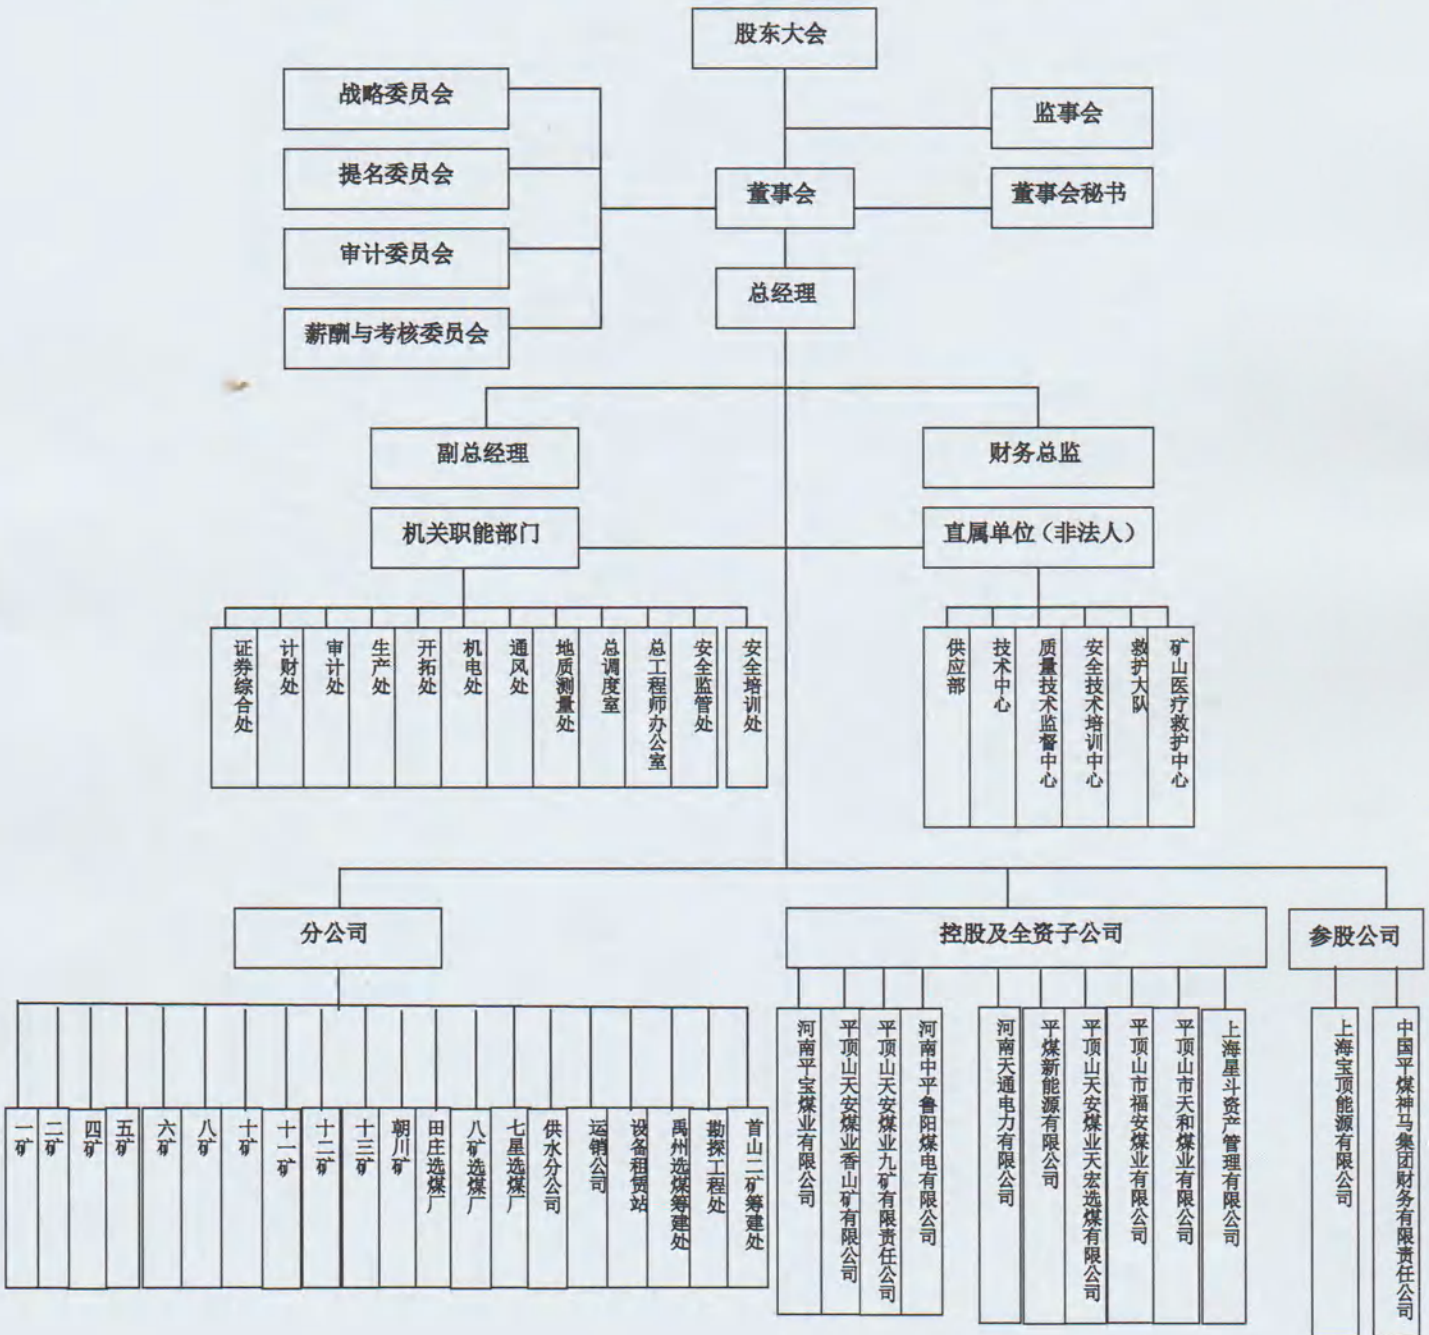 股东大会
战略委员会
监事会
提名委员会
董事会
董事会秘书
审计委员会
总经理
薪酬与考核委员会
副总经理
财务总监
机关职能部门
直属单位（非法人）
证券综合处
计财处
审计处
生产处
开拓处
机电处
通风处
地质测量处
总调度室
总工程师办公室
安全监管处
安全培训处
供应部
技术中心
质量技术监督中心
安全技术培训中心
救护大队
矿山医疗救护中心
分公司
控股及全资子公司
参股公司
一矿
二矿
四矿
五矿
六矿
八矿
十矿
十一矿
十二矿
十三矿
朝川矿
田庄选煤厂
八矿选煤厂
七星选煤厂
供水分公司
运销公司
设备租赁站
禹州选煤筹建处
勘探工程处
首山二矿筹建处
河南平宝煤业有限公司
平顶山天安煤业香山矿有限公司
平顶山天安煤业九矿有限责任公司
河南中平鲁阳煤电有限公司
河南天通电力有限公司
平煤新能源有限公司
平顶山天安煤业天宏选煤有限公司
平顶山市福安煤业有限公司
平顶山市天和煤业有限公司
上海星斗资产管理有限公司
上海宝顶能源有限公司
中国平煤神马集团财务有限责任公司